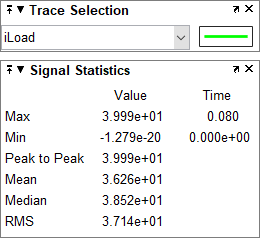 Trace Selection
iLoad
Signal Statistics
Value Time
Max 3.999e+01 0.080
Min -1.279e-20 0.000e+00
Peak to Peak 3.999e+01
Mean 3.626e+01
Median 3.852e+01
RMS 3.714e+01